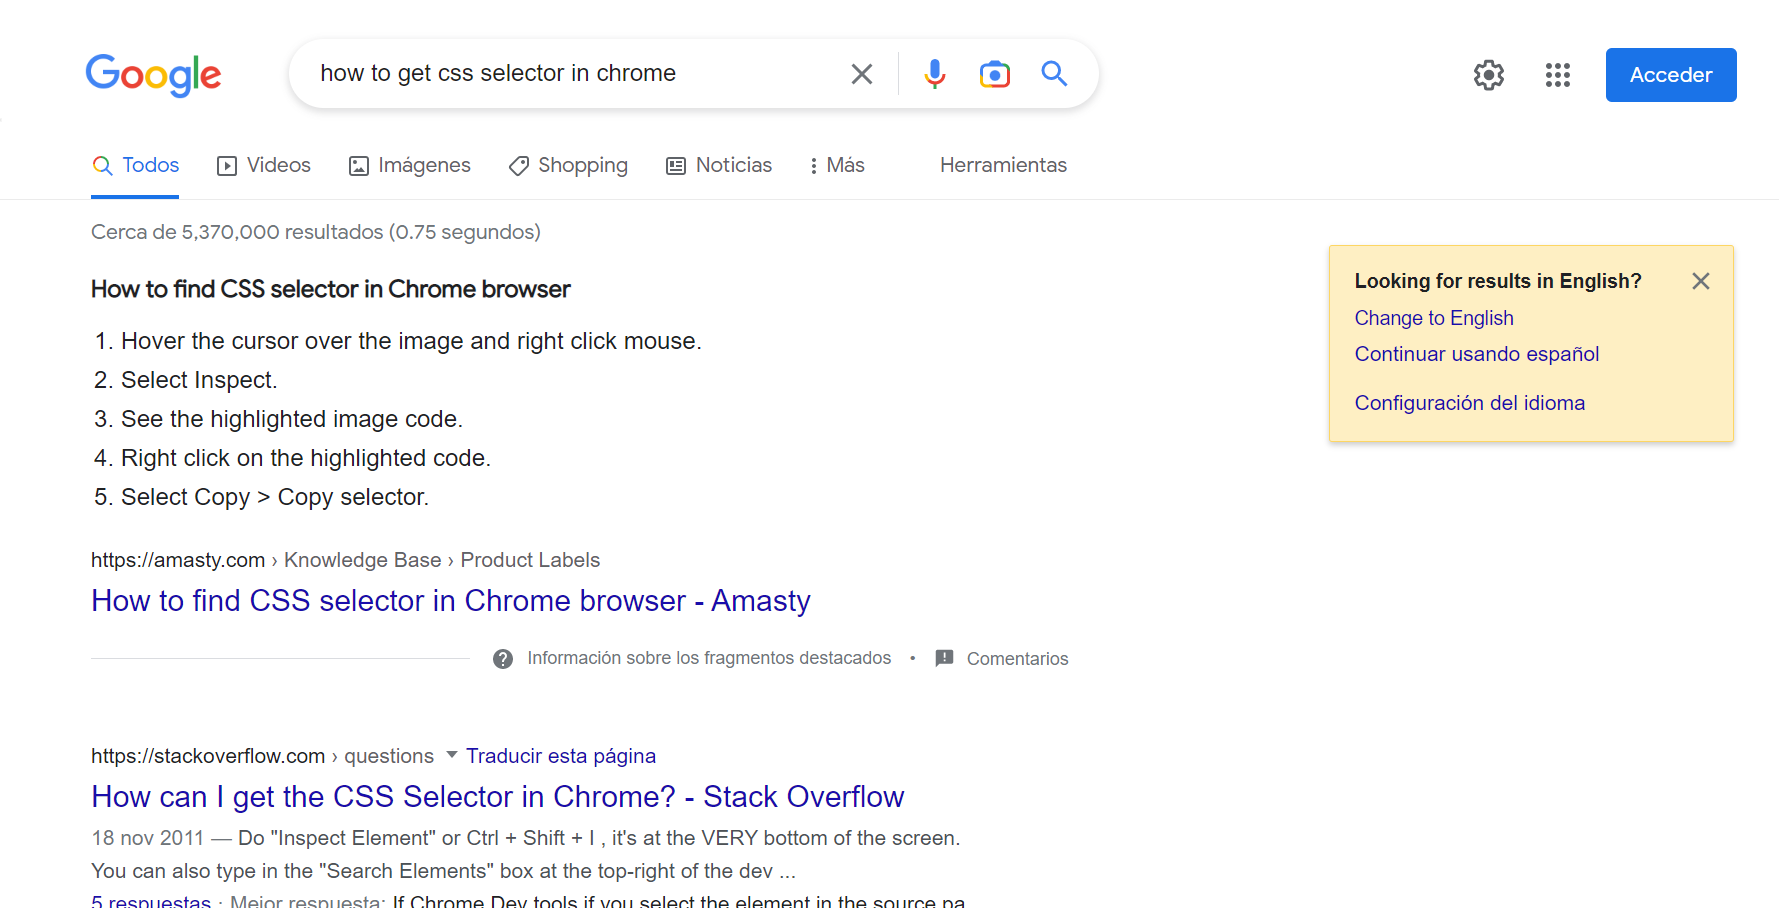 Google
how to get css selector in chrome
Acceder
Todos
Videos
Imágenes
Shopping
Noticias
Más
Herramientas
Cerca de 5,370,000 resultados (0.75 segundos)
How to find CSS selector in Chrome browser
1. Hover the cursor over the image and right click mouse.
2. Select Inspect.
3. See the highlighted image code.
4. Right click on the highlighted code.
5. Select Copy > Copy selector.
https://amasty.com › Knowledge Base › Product Labels
How to find CSS selector in Chrome browser - Amasty
Información sobre los fragmentos destacados • Comentarios
https://stackoverflow.com › questions Traducir esta página
How can I get the CSS Selector in Chrome? - Stack Overflow
18 nov 2011 — Do "Inspect Element" or Ctrl + Shift + I , it's at the VERY bottom of the screen.
You can also type in the "Search Elements" box at the top-right of the dev ...
5 respuestas · Mejor respuesta: If Chrome Dev tools if you select the element in the source pa
Looking for results in English?
Change to English
Continuar usando español
Configuración del idioma